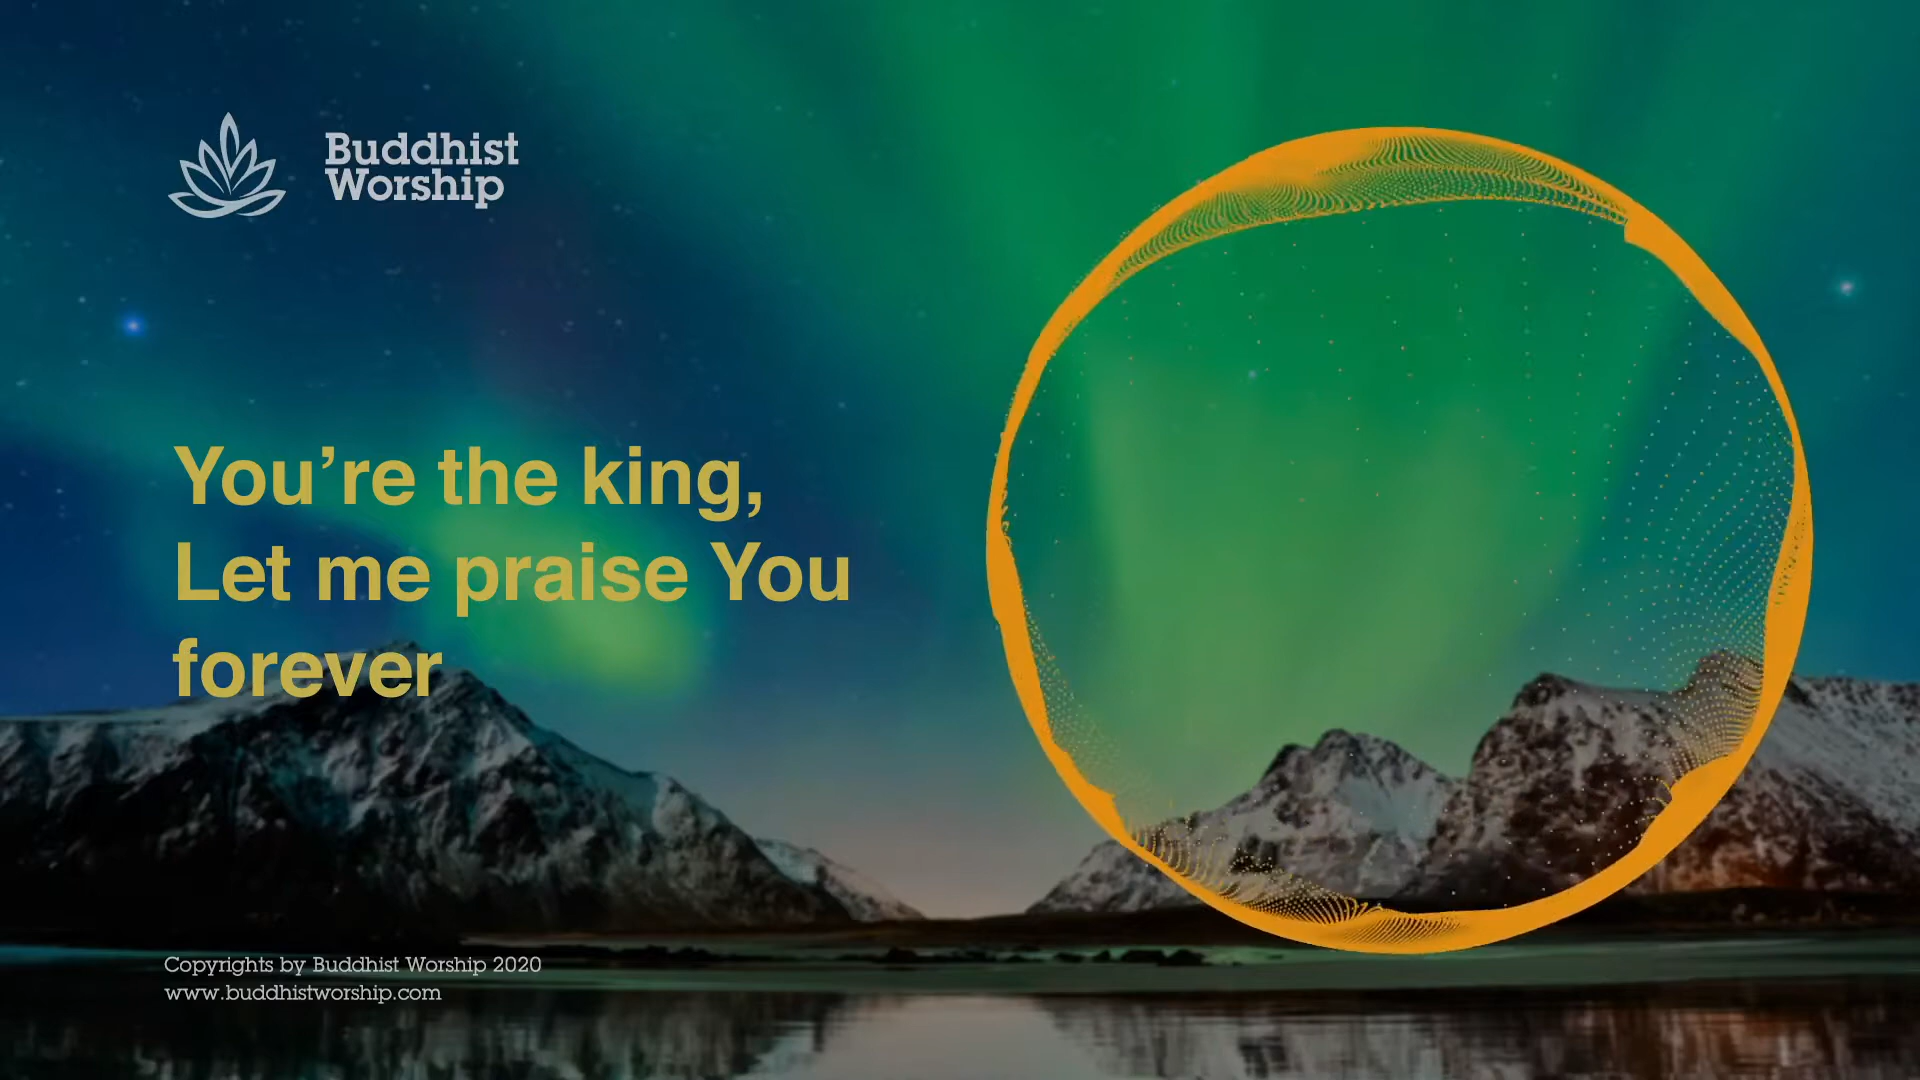 Buddhist
Worship
You’re the king,
Let me praise You
forever
Copyrights by Buddhist Worship 2020
www.buddhistworship.com